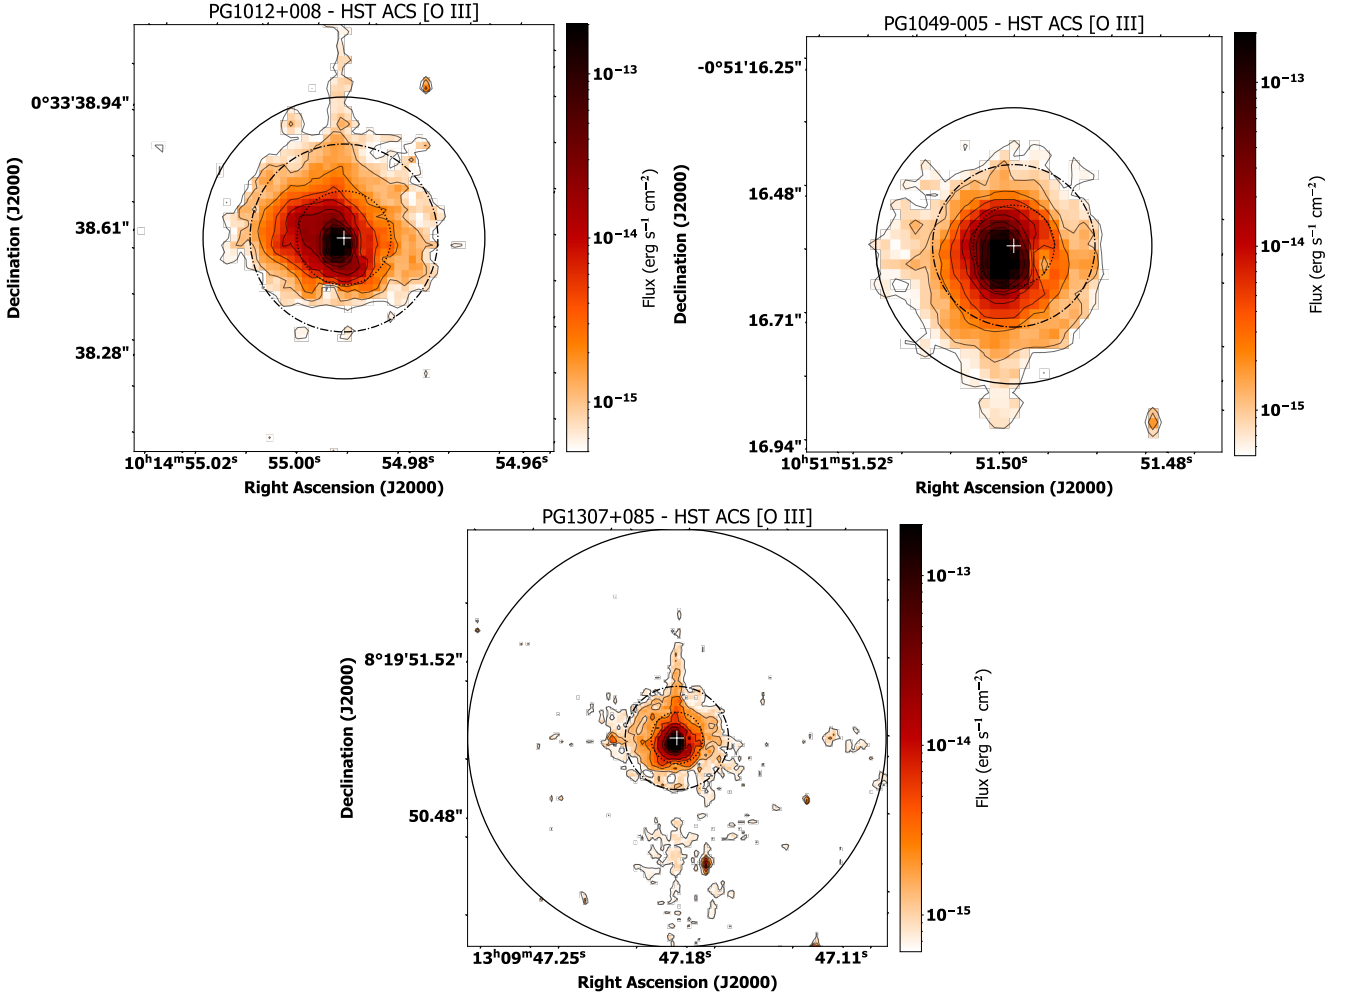 PG1012+008 - HST ACS [O III]
0°33'38.94"
38.61"
38.28"
Declination (J2000)
10ʰ14ᵐ55.02ˢ 55.00ˢ 54.98ˢ 54.96ˢ
Right Ascension (J2000)
10⁻¹³
10⁻¹⁴
10⁻¹⁵
Flux (erg s⁻¹ cm⁻²)
PG1049-005 - HST ACS [O III]
-0°51'16.25"
16.48"
16.71"
16.94"
Declination (J2000)
10ʰ51ᵐ51.52ˢ 51.50ˢ 51.48ˢ
Right Ascension (J2000)
10⁻¹³
10⁻¹⁴
10⁻¹⁵
Flux (erg s⁻¹ cm⁻²)
PG1307+085 - HST ACS [O III]
8°19'51.52"
50.48"
Declination (J2000)
13ʰ09ᵐ47.25ˢ 47.18ˢ 47.11ˢ
Right Ascension (J2000)
10⁻¹³
10⁻¹⁴
10⁻¹⁵
Flux (erg s⁻¹ cm⁻²)